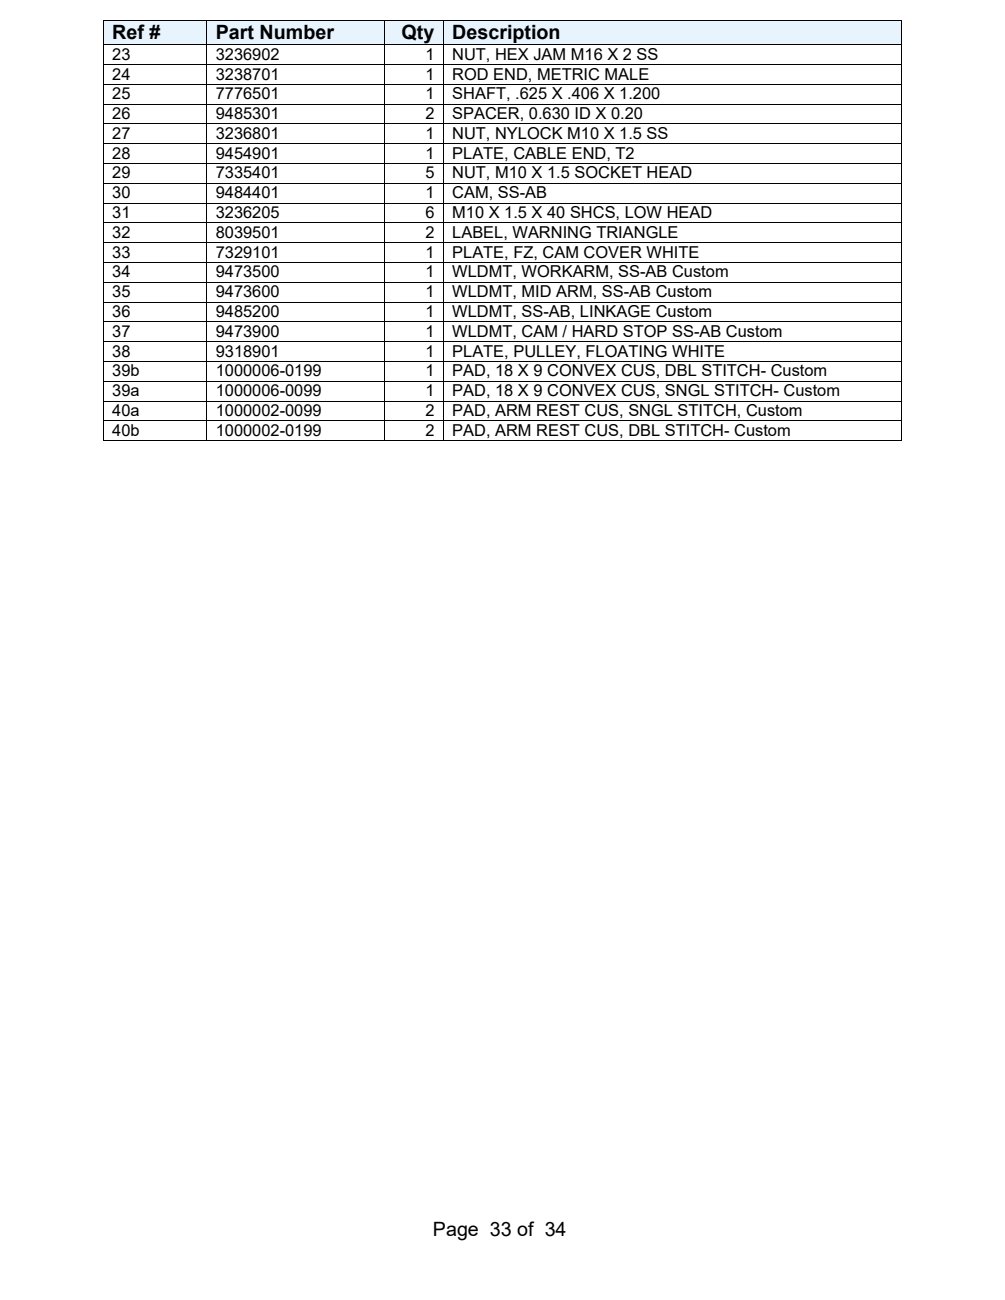 Ref # Part Number Qty Description
23 3236902 1 NUT, HEX JAM M16 X 2 SS
24 3238701 1 ROD END, METRIC MALE
25 7776501 1 SHAFT, .625 X .406 X 1.200
26 9485301 2 SPACER, 0.630 ID X 0.20
27 3236801 1 NUT, NYLOCK M10 X 1.5 SS
28 9454901 1 PLATE, CABLE END, T2
29 7335401 5 NUT, M10 X 1.5 SOCKET HEAD
30 9484401 1 CAM, SS-AB
31 3236205 6 M10 X 1.5 X 40 SHCS, LOW HEAD
32 8039501 2 LABEL, WARNING TRIANGLE
33 7329101 1 PLATE, FZ, CAM COVER WHITE
34 9473500 1 WLDMT, WORKARM, SS-AB Custom
35 9473600 1 WLDMT, MID ARM, SS-AB Custom
36 9485200 1 WLDMT, SS-AB, LINKAGE Custom
37 9473900 1 WLDMT, CAM / HARD STOP SS-AB Custom
38 9318901 1 PLATE, PULLEY, FLOATING WHITE
39b 1000006-0199 1 PAD, 18 X 9 CONVEX CUS, DBL STITCH- Custom
39a 1000006-0099 1 PAD, 18 X 9 CONVEX CUS, SNGL STITCH- Custom
40a 1000002-0099 2 PAD, ARM REST CUS, SNGL STITCH, Custom
40b 1000002-0199 2 PAD, ARM REST CUS, DBL STITCH- Custom
Page 33 of 34